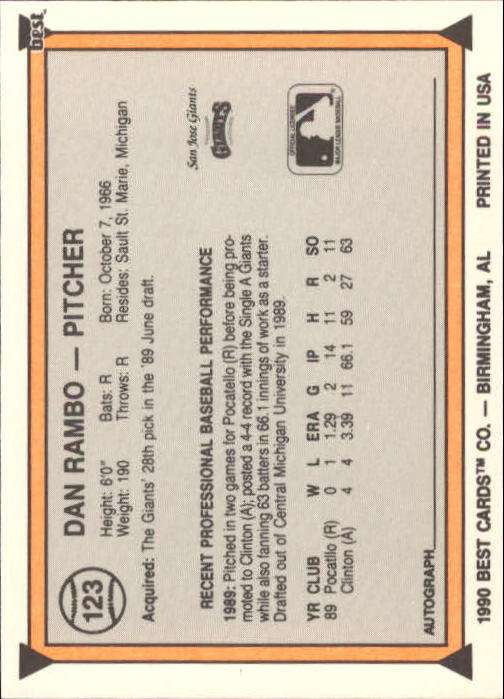 best
123
DAN RAMBO — PITCHER
Height: 6'0" Bats: R Born: October 7, 1966
Weight: 190 Throws: R Resides: Sault St. Marie, Michigan
Acquired: The Giants' 28th pick in the '89 June draft.
San Jose Giants
GIANTS
RECENT PROFESSIONAL BASEBALL PERFORMANCE
1989: Pitched in two games for Pocatello (R) before being pro-
moted to Clinton (A); posted a 4-4 record with the Single A Giants
while also fanning 63 batters in 66.1 innings of work as a starter.
Drafted out of Central Michigan University in 1989.
OFFICIAL LICENSEE
MAJOR LEAGUE BASEBALL
YR CLUB W L ERA G IP H R SO
89 Pocatllo (R) 0 1 1.29 2 14 11 2 11
Clinton (A) 4 4 3.39 11 66.1 59 27 63
AUTOGRAPH
1990 BEST CARDS™ CO. — BIRMINGHAM, AL PRINTED IN USA